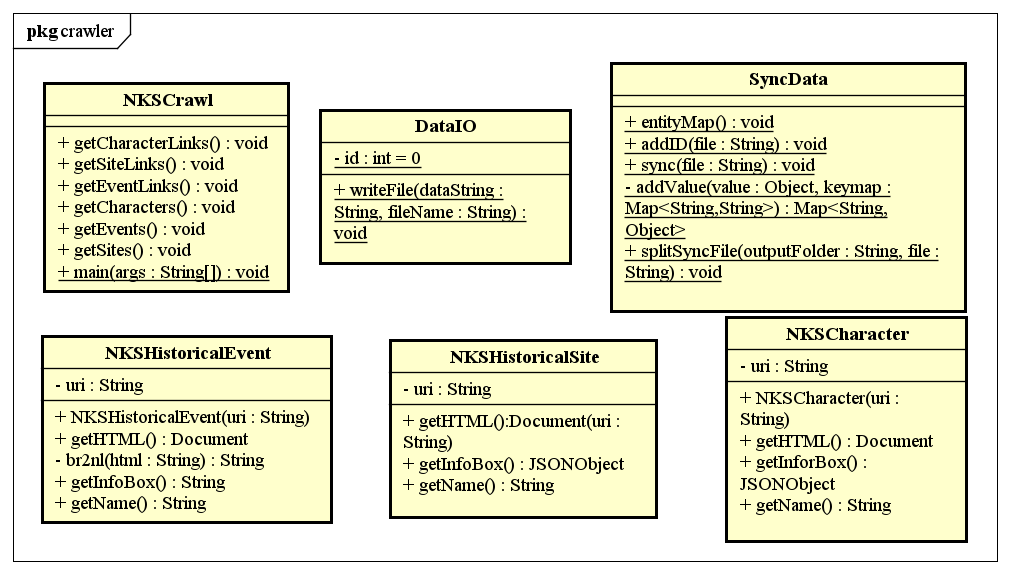 pkg crawler
NKSCrawl
+ getCharacterLinks() : void
+ getSiteLinks() : void
+ getEventLinks() : void
+ getCharacters() : void
+ getEvents() : void
+ getSites() : void
+ main(args : String[]) : void
DataIO
- id : int = 0
+ writeFile(dataString :
String, fileName : String) :
void
SyncData
+ entityMap() : void
+ addID(file : String) : void
+ sync(file : String) : void
- addValue(value : Object, keymap :
Map<String,String>) : Map<String,
Object>
+ splitSyncFile(outputFolder : String, file :
String) : void
NKSHistoricalEvent
- uri : String
+ NKSHistoricalEvent(uri : String)
+ getHTML() : Document
- br2nl(html : String) : String
+ getInfoBox() : String
+ getName() : String
NKSHistoricalSite
- uri : String
+ getHTML():Document(uri :
String)
+ getInfoBox() : JSONObject
+ getName() : String
NKSCharacter
- uri : String
+ NKSCharacter(uri :
String)
+ getHTML() : Document
+ getInforBox() :
JSONObject
+ getName() : String